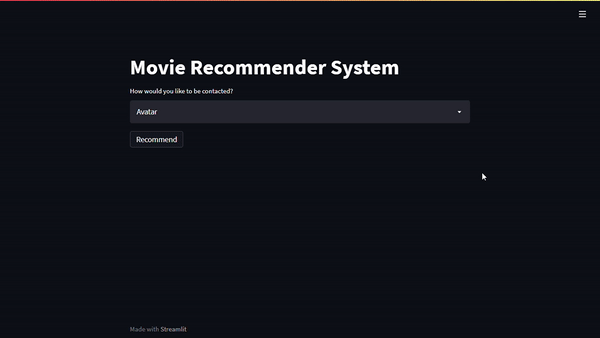 Movie Recommender System
How would you like to be contacted?
Avatar
Recommend
Made with Streamlit